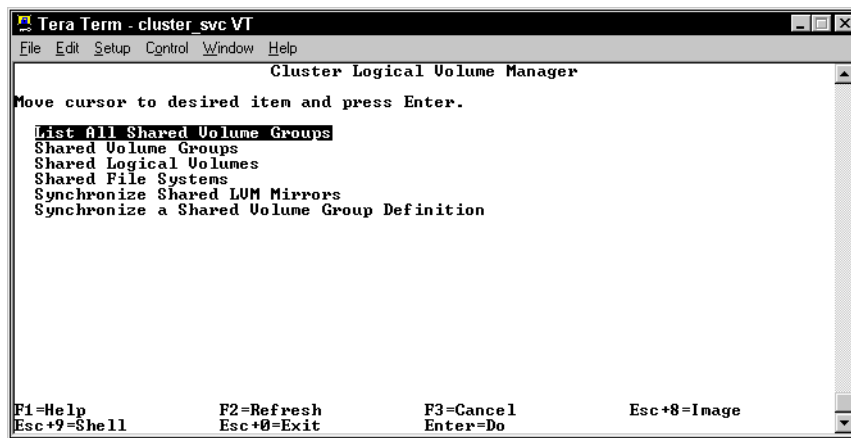 Tera Term - cluster_svc VT
File Edit Setup Control Window Help
Cluster Logical Volume Manager
Move cursor to desired item and press Enter.
List All Shared Volume Groups
Shared Volume Groups
Shared Logical Volumes
Shared File Systems
Synchronize Shared LVM Mirrors
Synchronize a Shared Volume Group Definition
F1=Help F2=Refresh F3=Cancel Esc+8=Image
Esc+9=Shell Esc+0=Exit Enter=Do